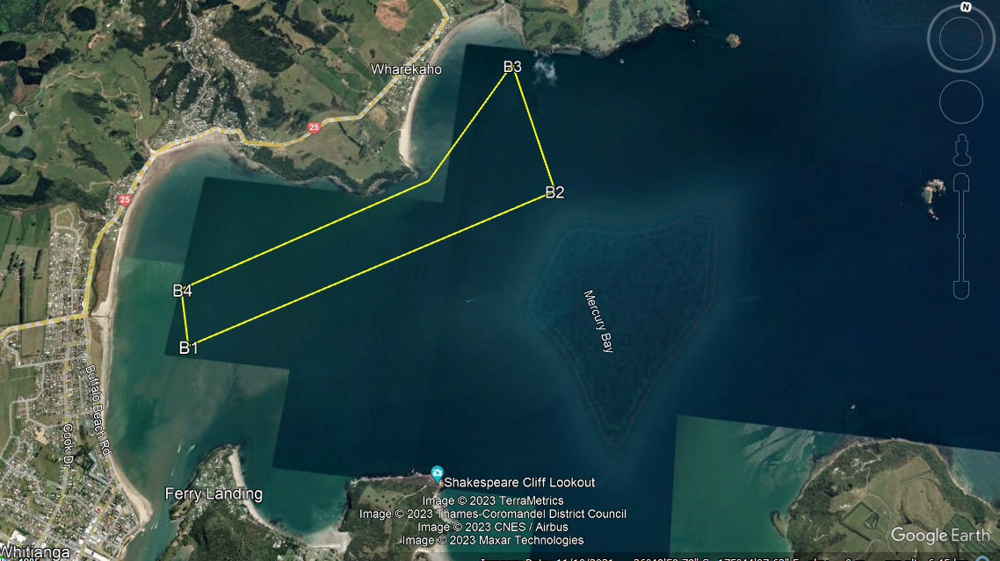 N
B3
Wharekaho
25
25
B2
B4
Mercury Bay
B1
Buffalo Beach Rd
Cook Dr
Shakespeare Cliff Lookout
Ferry Landing
Image © 2023 TerraMetrics
Image © 2023 Thames-Coromandel District Council
Image © 2023 CNES / Airbus
Image © 2023 Maxar Technologies
Google Earth
Whitianga